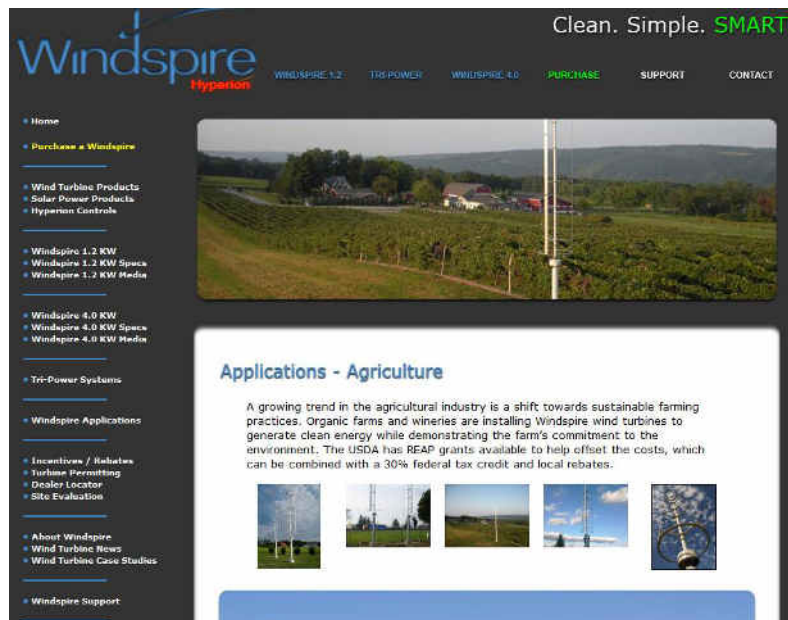 Clean. Simple. SMART
Windspire
Hyperion
WINDSPIRE 1.2 TRI-POWER WINDSPIRE 4.0 PURCHASE SUPPORT CONTACT
Home
Purchase a Windspire
Wind Turbine Products
Solar Power Products
Hyperion Controls
Windspire 1.2 KW
Windspire 1.2 KW Specs
Windspire 1.2 KW Media
Windspire 4.0 KW
Windspire 4.0 KW Specs
Windspire 4.0 KW Media
Tri-Power Systems
Windspire Applications
Incentives / Rebates
Turbine Permitting
Dealer Locator
Site Evaluation
About Windspire
Wind Turbine News
Wind Turbine Case Studies
Windspire Support
Applications - Agriculture
A growing trend in the agricultural industry is a shift towards sustainable farming
practices. Organic farms and wineries are installing Windspire wind turbines to
generate clean energy while demonstrating the farm's commitment to the
environment. The USDA has REAP grants available to help offset the costs, which
can be combined with a 30% federal tax credit and local rebates.